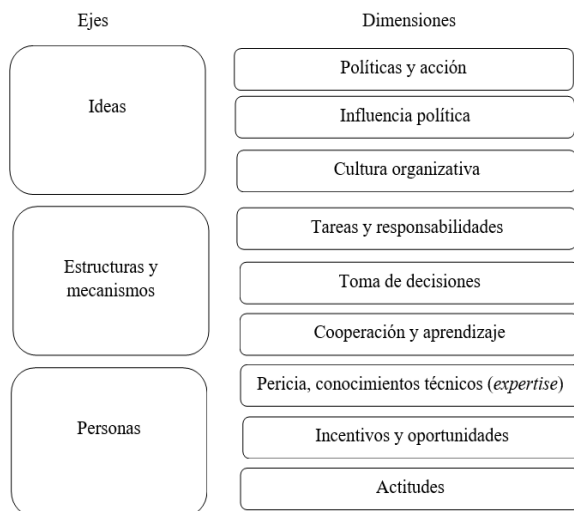 Ejes
Dimensiones
Ideas
Políticas y acción
Influencia política
Cultura organizativa
Estructuras y
mecanismos
Tareas y responsabilidades
Toma de decisiones
Cooperación y aprendizaje
Personas
Pericia, conocimientos técnicos (expertise)
Incentivos y oportunidades
Actitudes